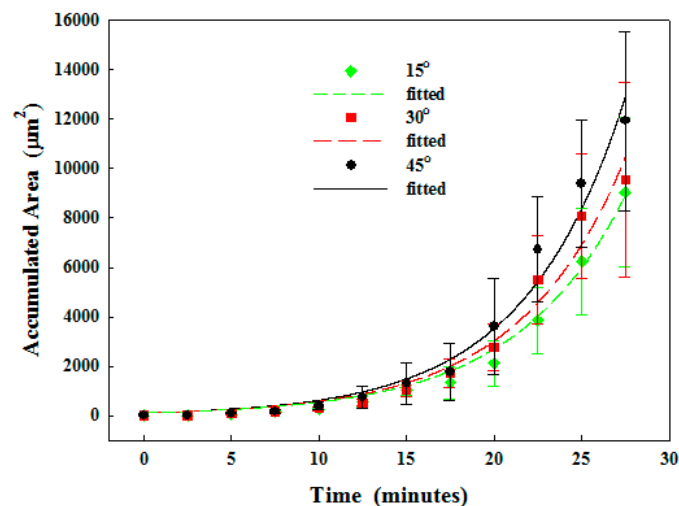 16000
14000
12000
10000
8000
6000
4000
2000
0
Accumulated Area (μm²)
15°
fitted
30°
fitted
45°
fitted
0 5 10 15 20 25 30
Time (minutes)